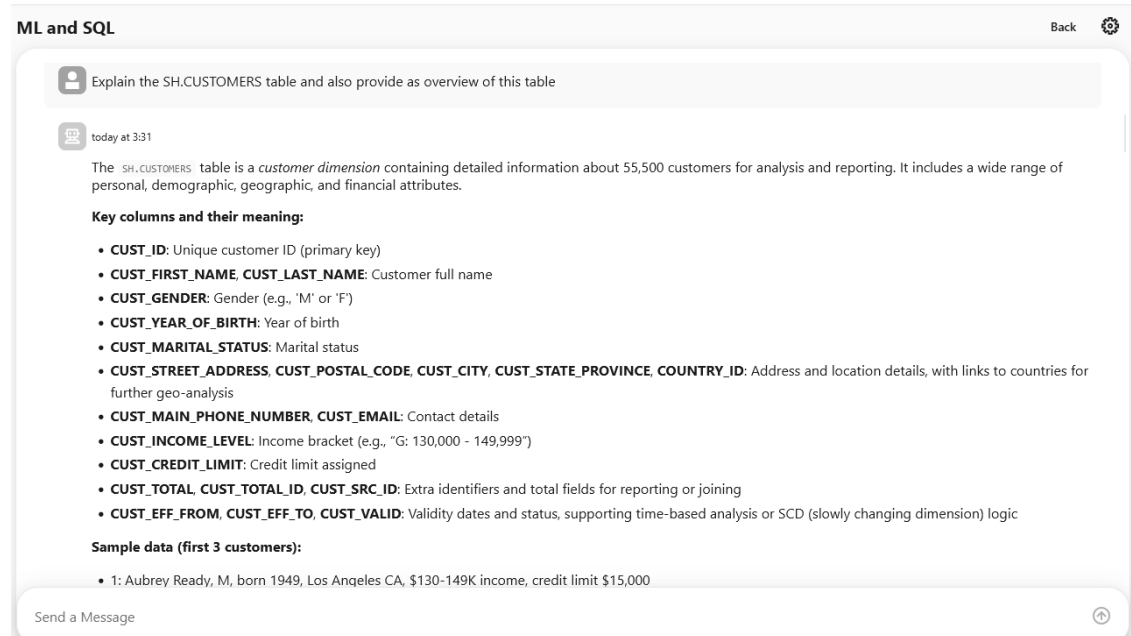 ML and SQL
Back
Explain the SH.CUSTOMERS table and also provide as overview of this table
today at 3:31
The SH.CUSTOMERS table is a customer dimension containing detailed information about 55,500 customers for analysis and reporting. It includes a wide range of
personal, demographic, geographic, and financial attributes.
Key columns and their meaning:
• CUST_ID: Unique customer ID (primary key)
• CUST_FIRST_NAME, CUST_LAST_NAME: Customer full name
• CUST_GENDER: Gender (e.g., 'M' or 'F')
• CUST_YEAR_OF_BIRTH: Year of birth
• CUST_MARITAL_STATUS: Marital status
• CUST_STREET_ADDRESS, CUST_POSTAL_CODE, CUST_CITY, CUST_STATE_PROVINCE, COUNTRY_ID: Address and location details, with links to countries for
further geo-analysis
• CUST_MAIN_PHONE_NUMBER, CUST_EMAIL: Contact details
• CUST_INCOME_LEVEL: Income bracket (e.g., “G: 130,000 - 149,999”)
• CUST_CREDIT_LIMIT: Credit limit assigned
• CUST_TOTAL, CUST_TOTAL_ID, CUST_SRC_ID: Extra identifiers and total fields for reporting or joining
• CUST_EFF_FROM, CUST_EFF_TO, CUST_VALID: Validity dates and status, supporting time-based analysis or SCD (slowly changing dimension) logic
Sample data (first 3 customers):
• 1: Aubrey Ready, M, born 1949, Los Angeles CA, $130-149K income, credit limit $15,000
Send a Message